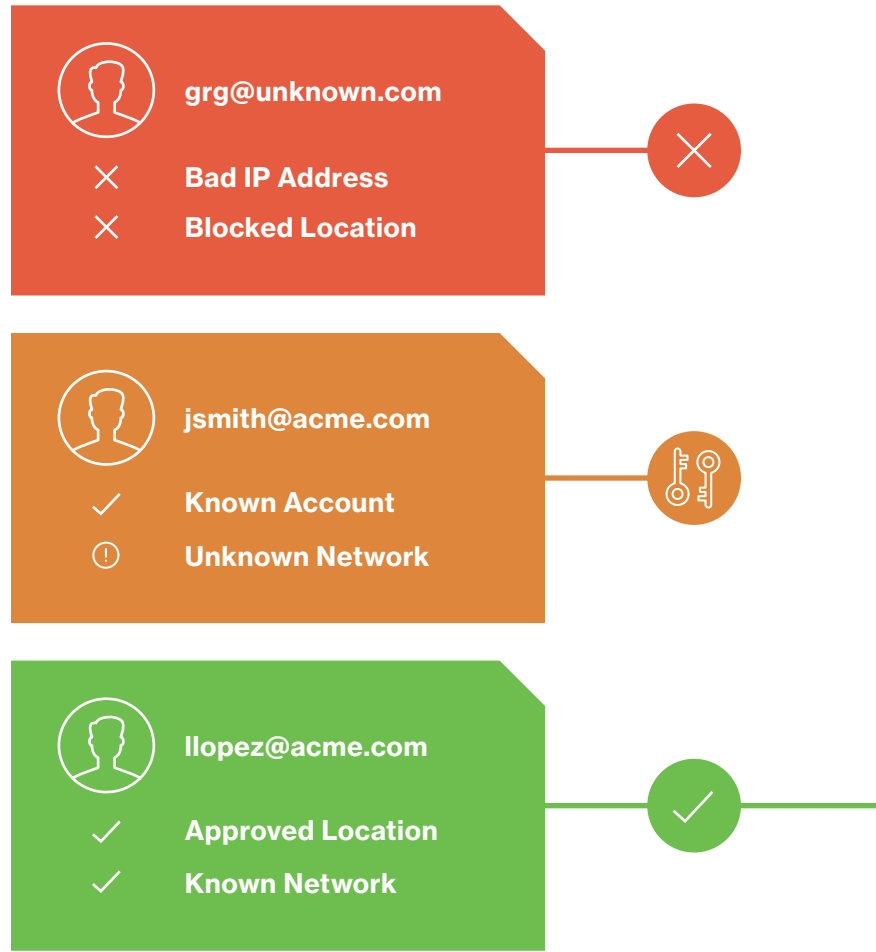 grg@unknown.com
Bad IP Address
Blocked Location
jsmith@acme.com
Known Account
Unknown Network
llopez@acme.com
Approved Location
Known Network